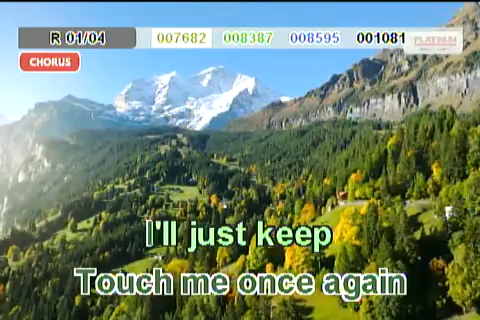 R 01/04 007682 008387 008595 001081 PLATINUM
CHORUS
I'll just keep
Touch me once again